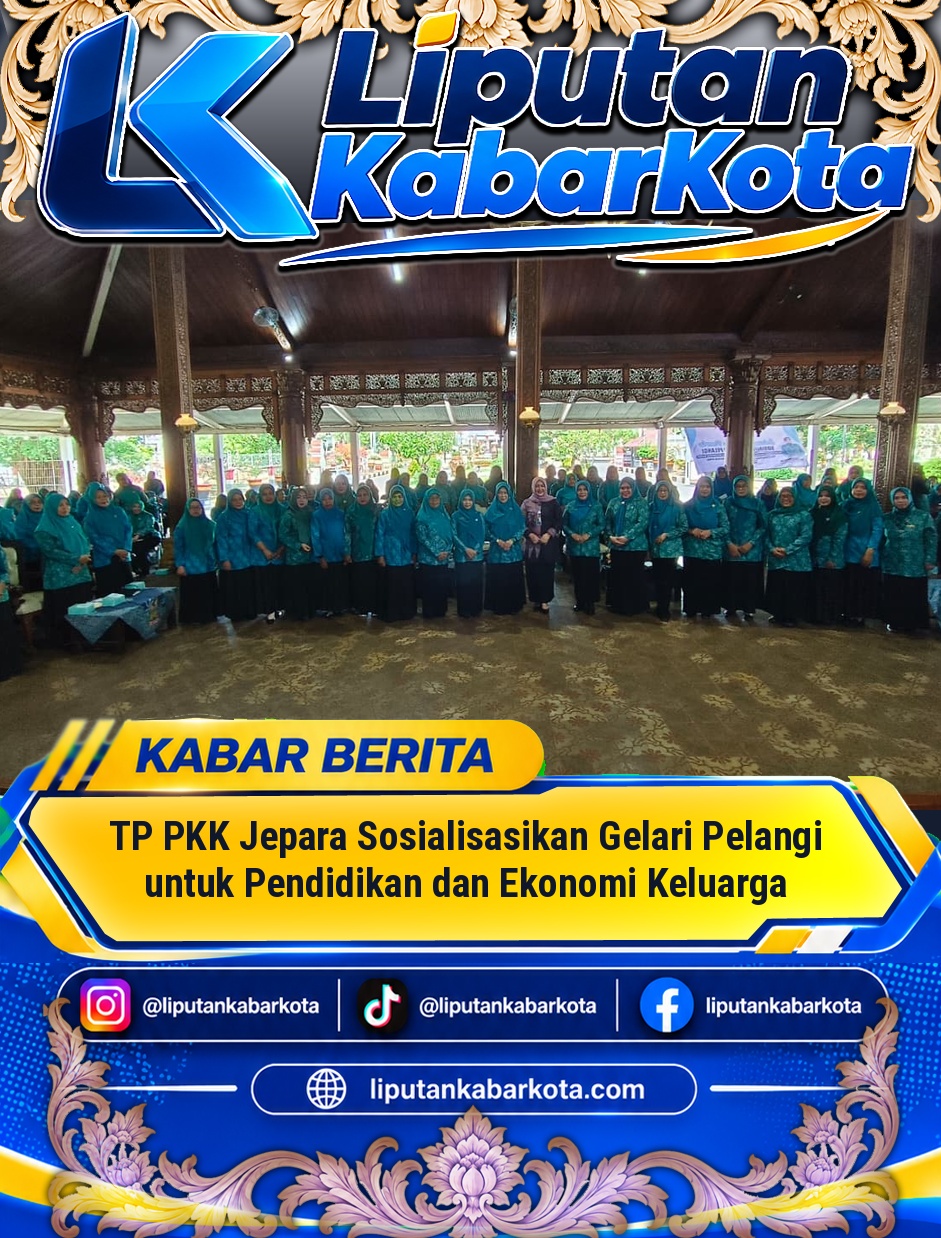 LK
Liputan
KabarKota
KABAR BERITA
TP PKK Jepara Sosialisasikan Gelari Pelangi
untuk Pendidikan dan Ekonomi Keluarga
@liputankabarkota
@liputankabarkota
liputankabarkota
liputankabarkota.com